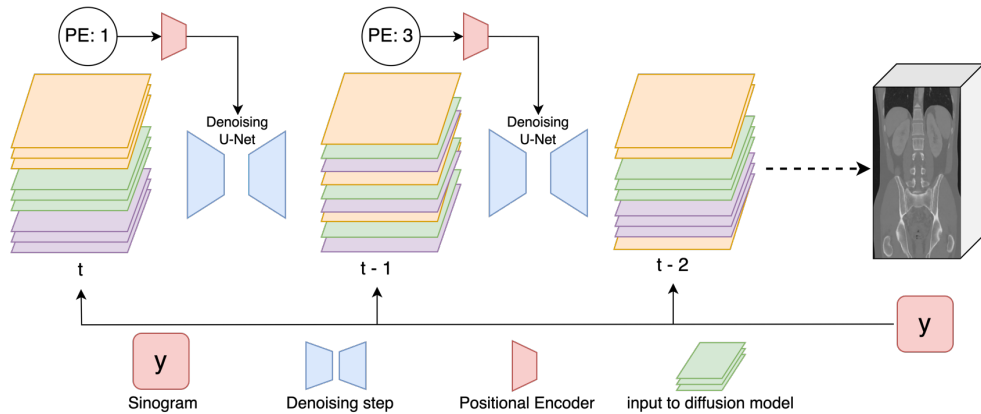 PE: 1
PE: 3
Denoising
U-Net
Denoising
U-Net
t
t - 1
t - 2
y
y
Sinogram
Denoising step
Positional Encoder
input to diffusion model